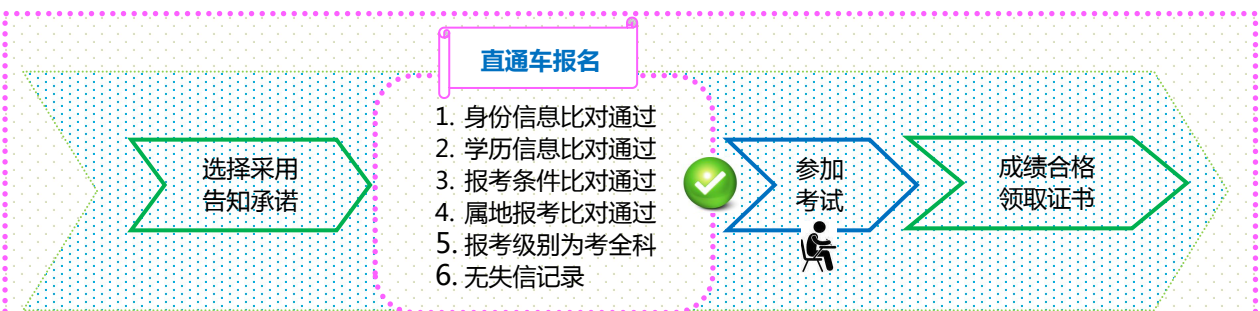 直通车报名
选择采用
告知承诺
1. 身份信息比对通过
2. 学历信息比对通过
3. 报考条件比对通过
4. 属地报考比对通过
5. 报考级别为考全科
6. 无失信记录
参加
考试
成绩合格
领取证书